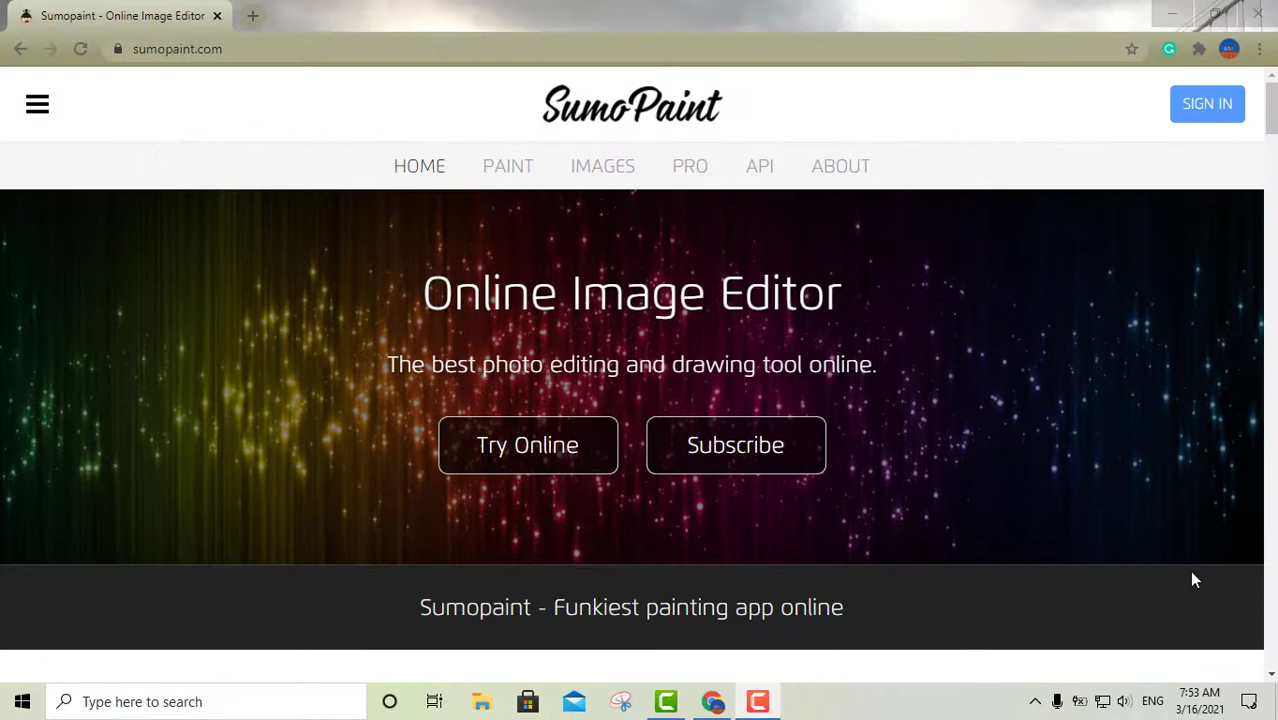 Sumopaint - Online Image Editor
sumopaint.com
SumoPaint
SIGN IN
HOME PAINT IMAGES PRO API ABOUT
Online Image Editor
The best photo editing and drawing tool online.
Try Online Subscribe
Sumopaint - Funkiest painting app online
Type here to search
ENG
7:53 AM
3/16/2021